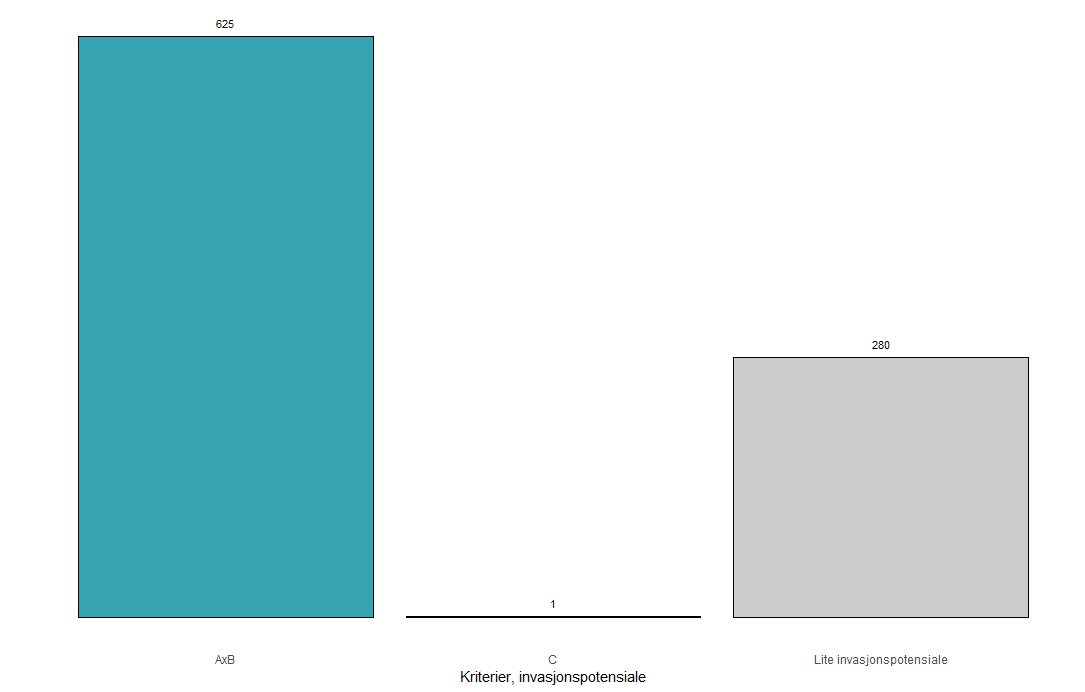 625
280
1
AxB
C
Lite invasjonspotensiale
Kriterier, invasjonspotensiale